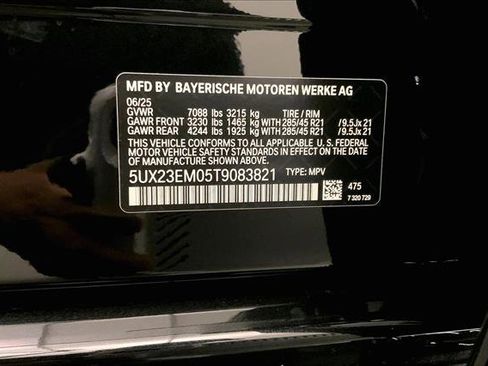 MFD BY BAYERISCHE MOTOREN WERKE AG
06/25
GVWR 7088 lbs 3215 kg TIRE / RIM
GAWR FRONT 3230 lbs 1465 kg WITH 285/45 R21 / 9.5Jx21
GAWR REAR 4244 lbs 1925 kg WITH 285/45 R21 / 9.5Jx 21
THIS VEHICLE CONFORMS TO ALL APPLICABLE U. S. FEDERAL
MOTOR VEHICLE SAFETY STANDARDS IN EFFECT ON THE DATE
OF MANUFACTURE SHOWN ABOVE.
5UX23EM05T9083821 TYPE: MPV
475
7 320 729